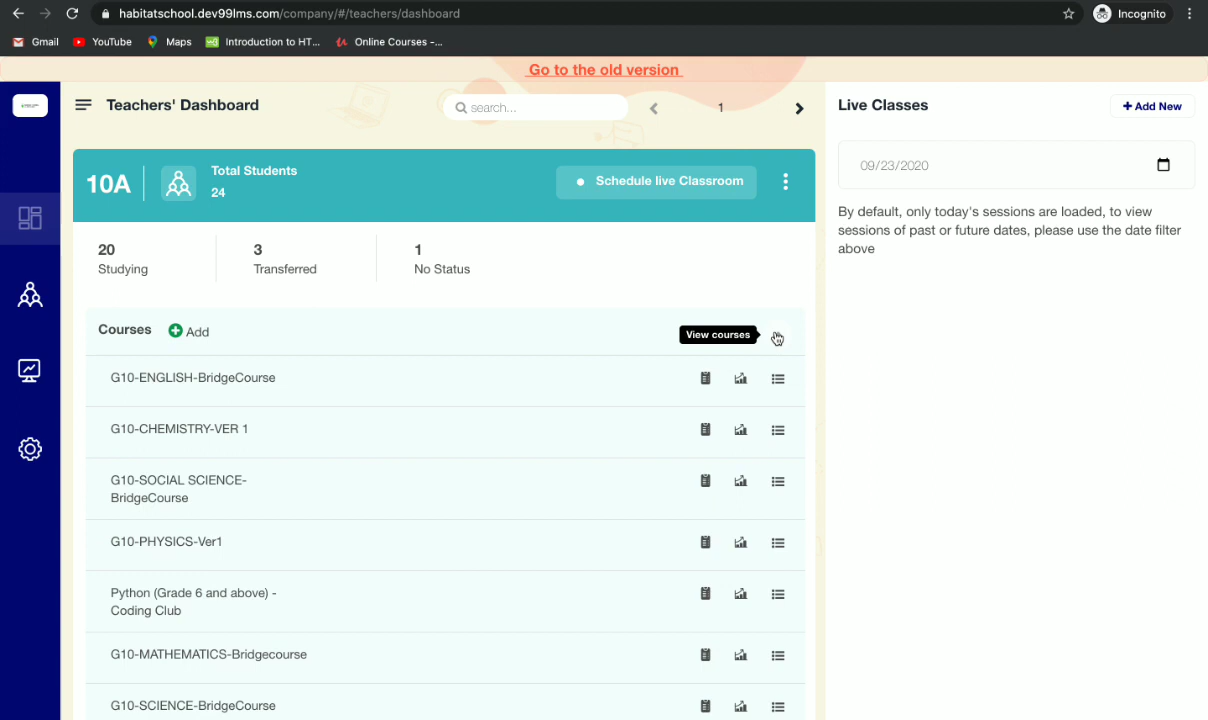 habitatschool.dev99lms.com/company/#/teachers/dashboard
Incognito
Gmail
YouTube
Maps
Introduction to HT...
Online Courses -...
Go to the old version
Teachers' Dashboard
search...
1
Live Classes
Add New
10A
Total Students
24
Schedule live Classroom
09/23/2020
By default, only today's sessions are loaded, to view
sessions of past or future dates, please use the date filter
above
20
Studying
3
Transferred
1
No Status
Courses
Add
View courses
G10-ENGLISH-BridgeCourse
G10-CHEMISTRY-VER 1
G10-SOCIAL SCIENCE-
BridgeCourse
G10-PHYSICS-Ver1
Python (Grade 6 and above) -
Coding Club
G10-MATHEMATICS-Bridgecourse
G10-SCIENCE-BridgeCourse